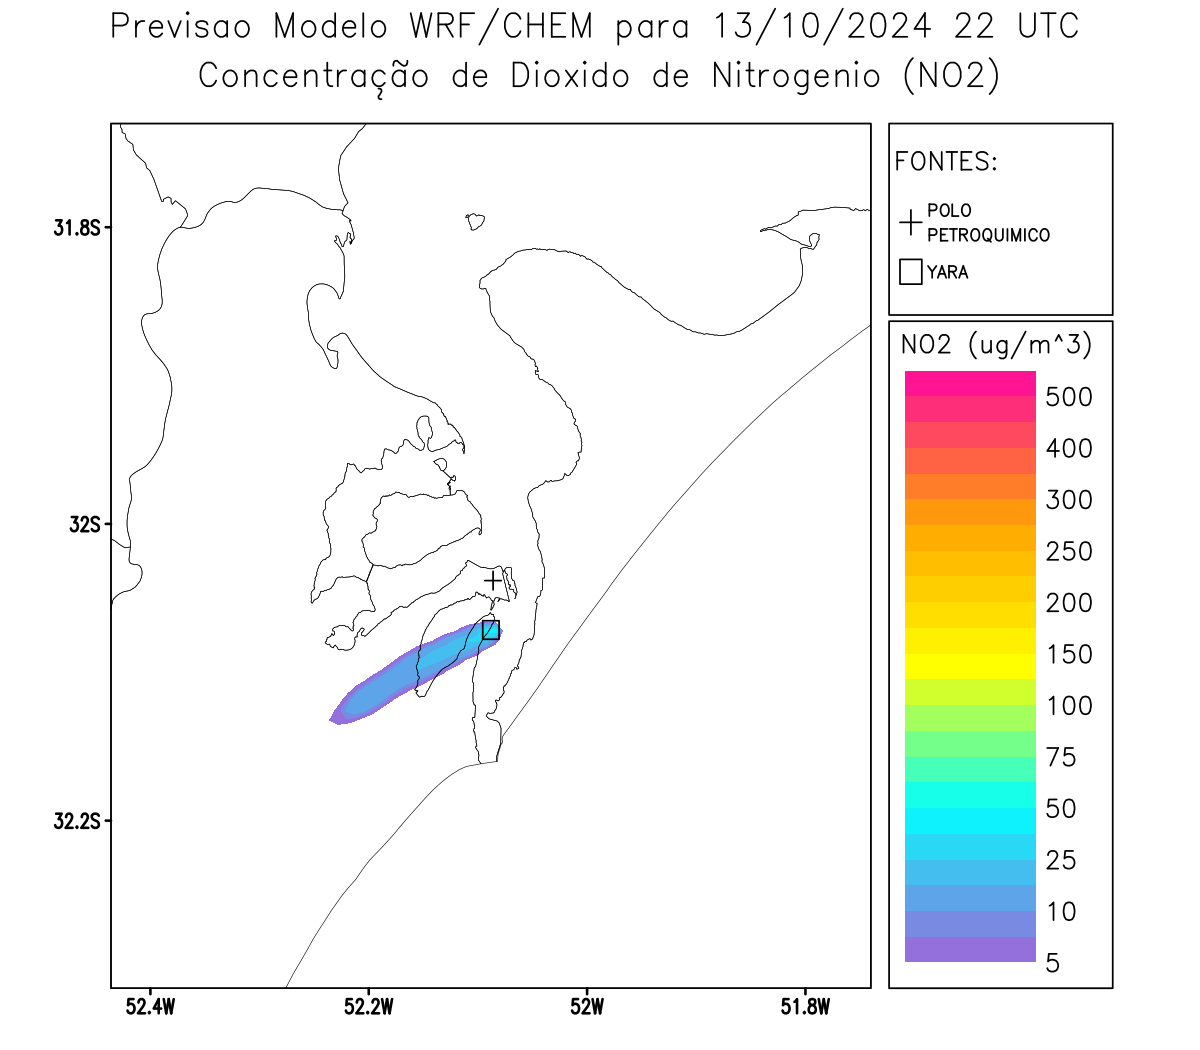 Previsao Modelo WRF/CHEM para 13/10/2024 22 UTC
Concentração de Dioxido de Nitrogenio (NO2)
FONTES:
POLO
PETROQUIMICO
YARA
NO2 (ug/m^3)
500
400
300
250
200
150
100
75
50
25
10
5
31.8S
32S
32.2S
52.4W
52.2W
52W
51.8W